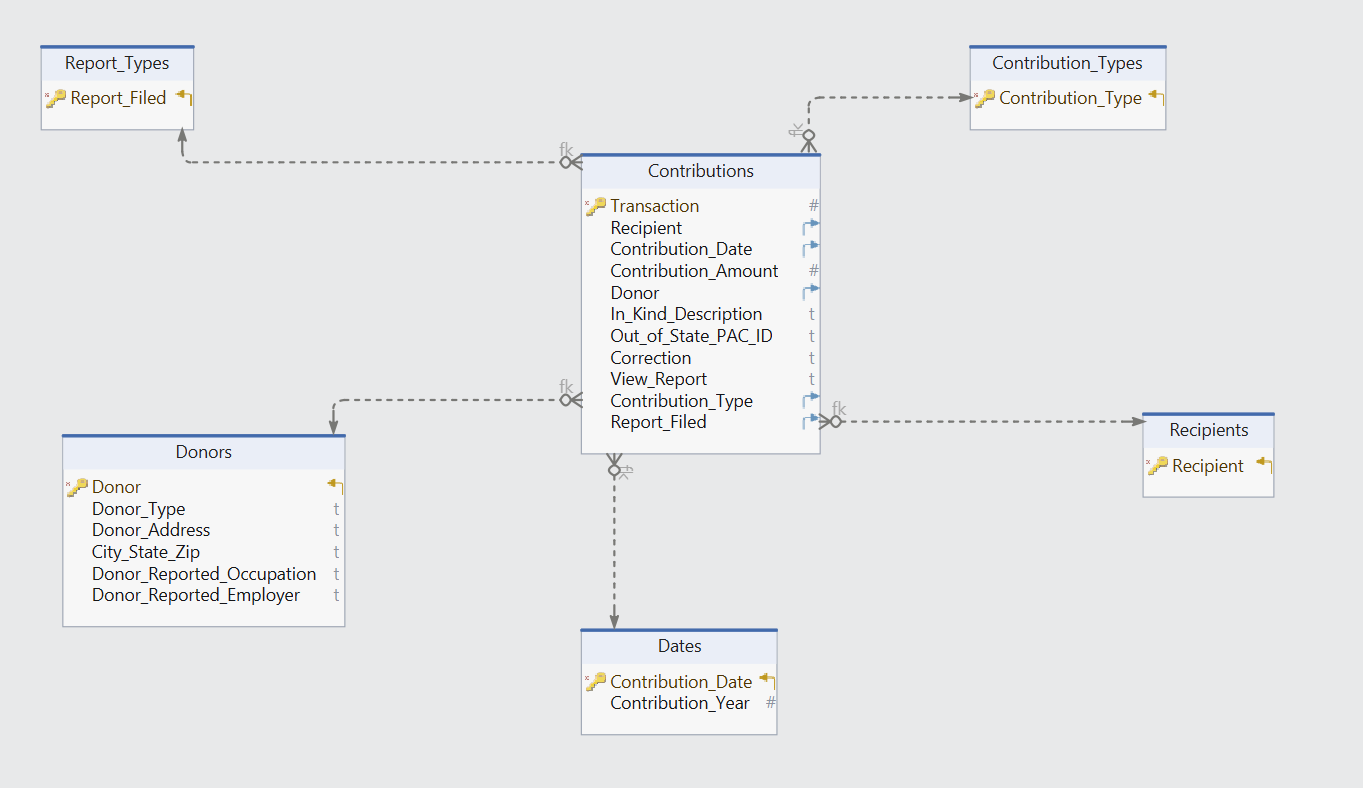 Report_Types
Report_Filed
Contribution_Types
Contribution_Type
fk
fk
Contributions
Transaction #
Recipient
Contribution_Date
Contribution_Amount #
Donor
In_Kind_Description t
Out_of_State_PAC_ID t
Correction t
View_Report t
Contribution_Type
Report_Filed
fk
fk
fk
Donors
Donor
Donor_Type t
Donor_Address t
City_State_Zip t
Donor_Reported_Occupation t
Donor_Reported_Employer t
Recipients
Recipient
Dates
Contribution_Date
Contribution_Year #